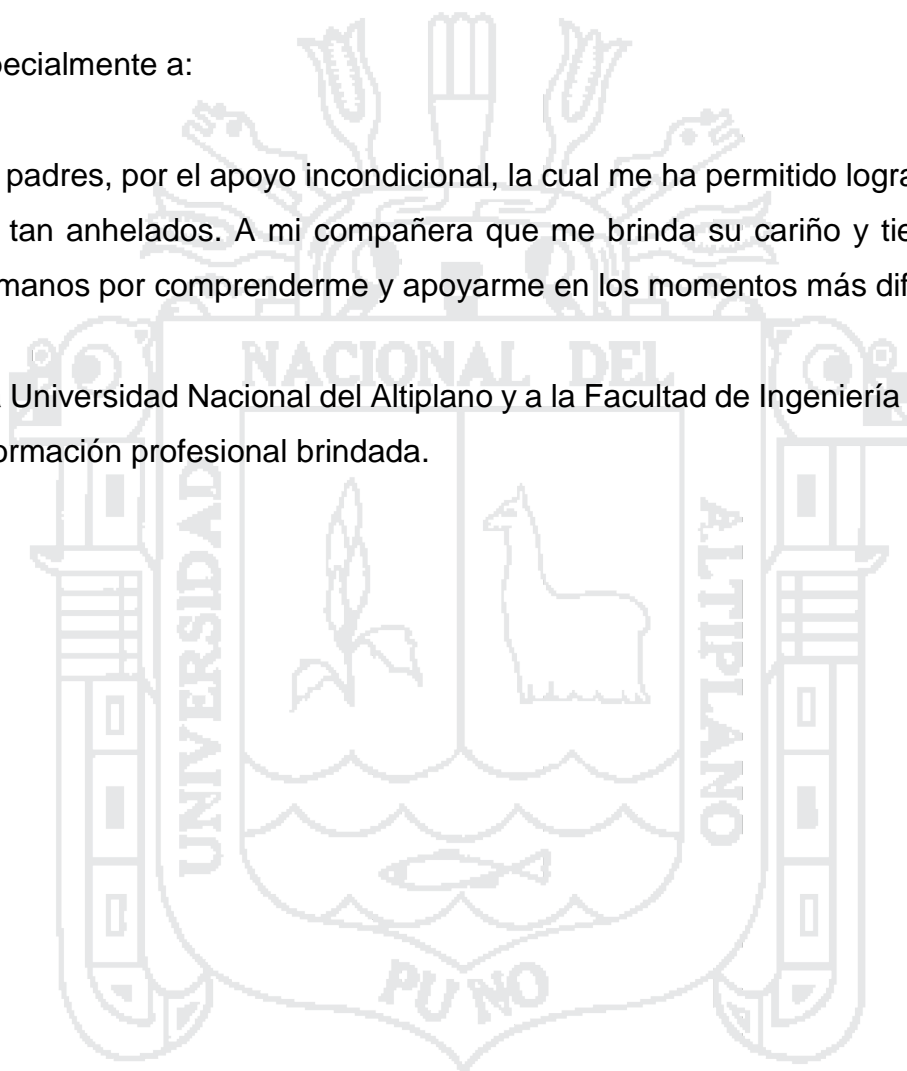 pecialmente a:
padres, por el apoyo incondicional, la cual me ha permitido logra
tan anhelados. A mi compañera que me brinda su cariño y tie
manos por comprenderme y apoyarme en los momentos más dif
NACIONAL DEL
Universidad Nacional del Altiplano y a la Facultad de Ingeniería
ormación profesional brindada.
UNIVERSIDAD
ALTIPLANO
PUNO